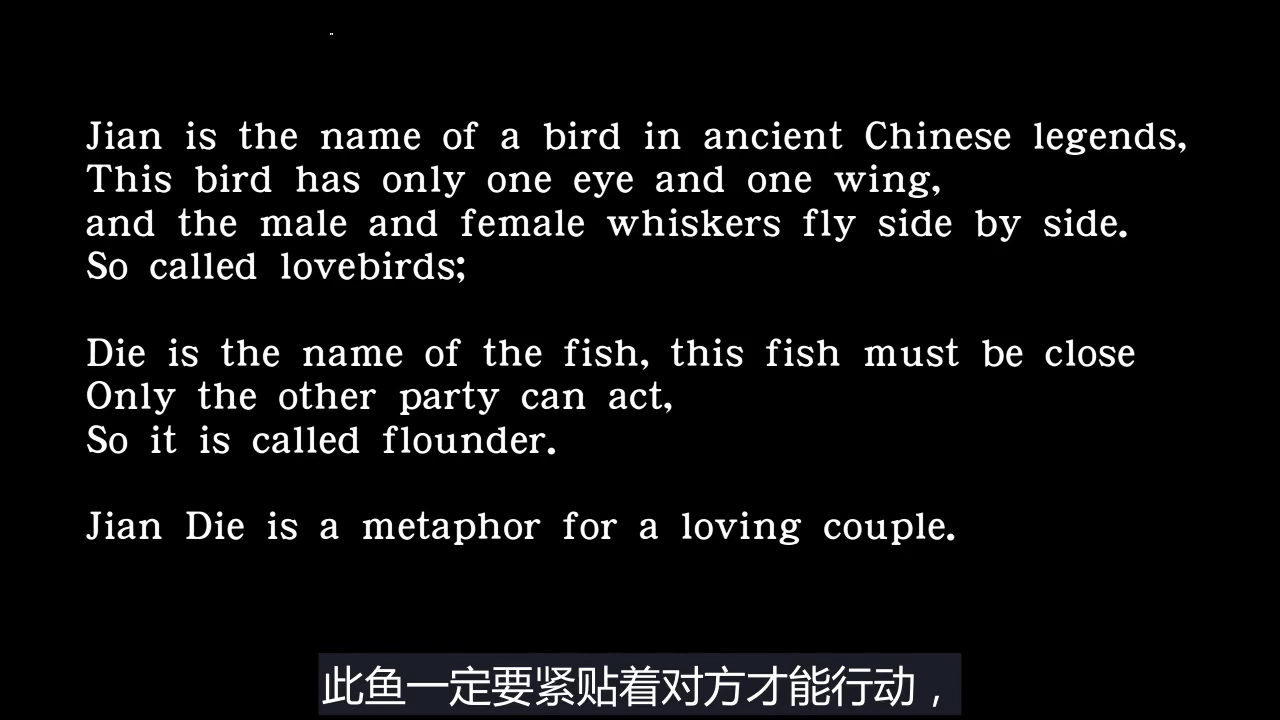 Jian is the name of a bird in ancient Chinese legends,
This bird has only one eye and one wing,
and the male and female whiskers fly side by side.
So called lovebirds;
Die is the name of the fish, this fish must be close
Only the other party can act,
So it is called flounder.
Jian Die is a metaphor for a loving couple.
此鱼一定要紧贴着对方才能行动，